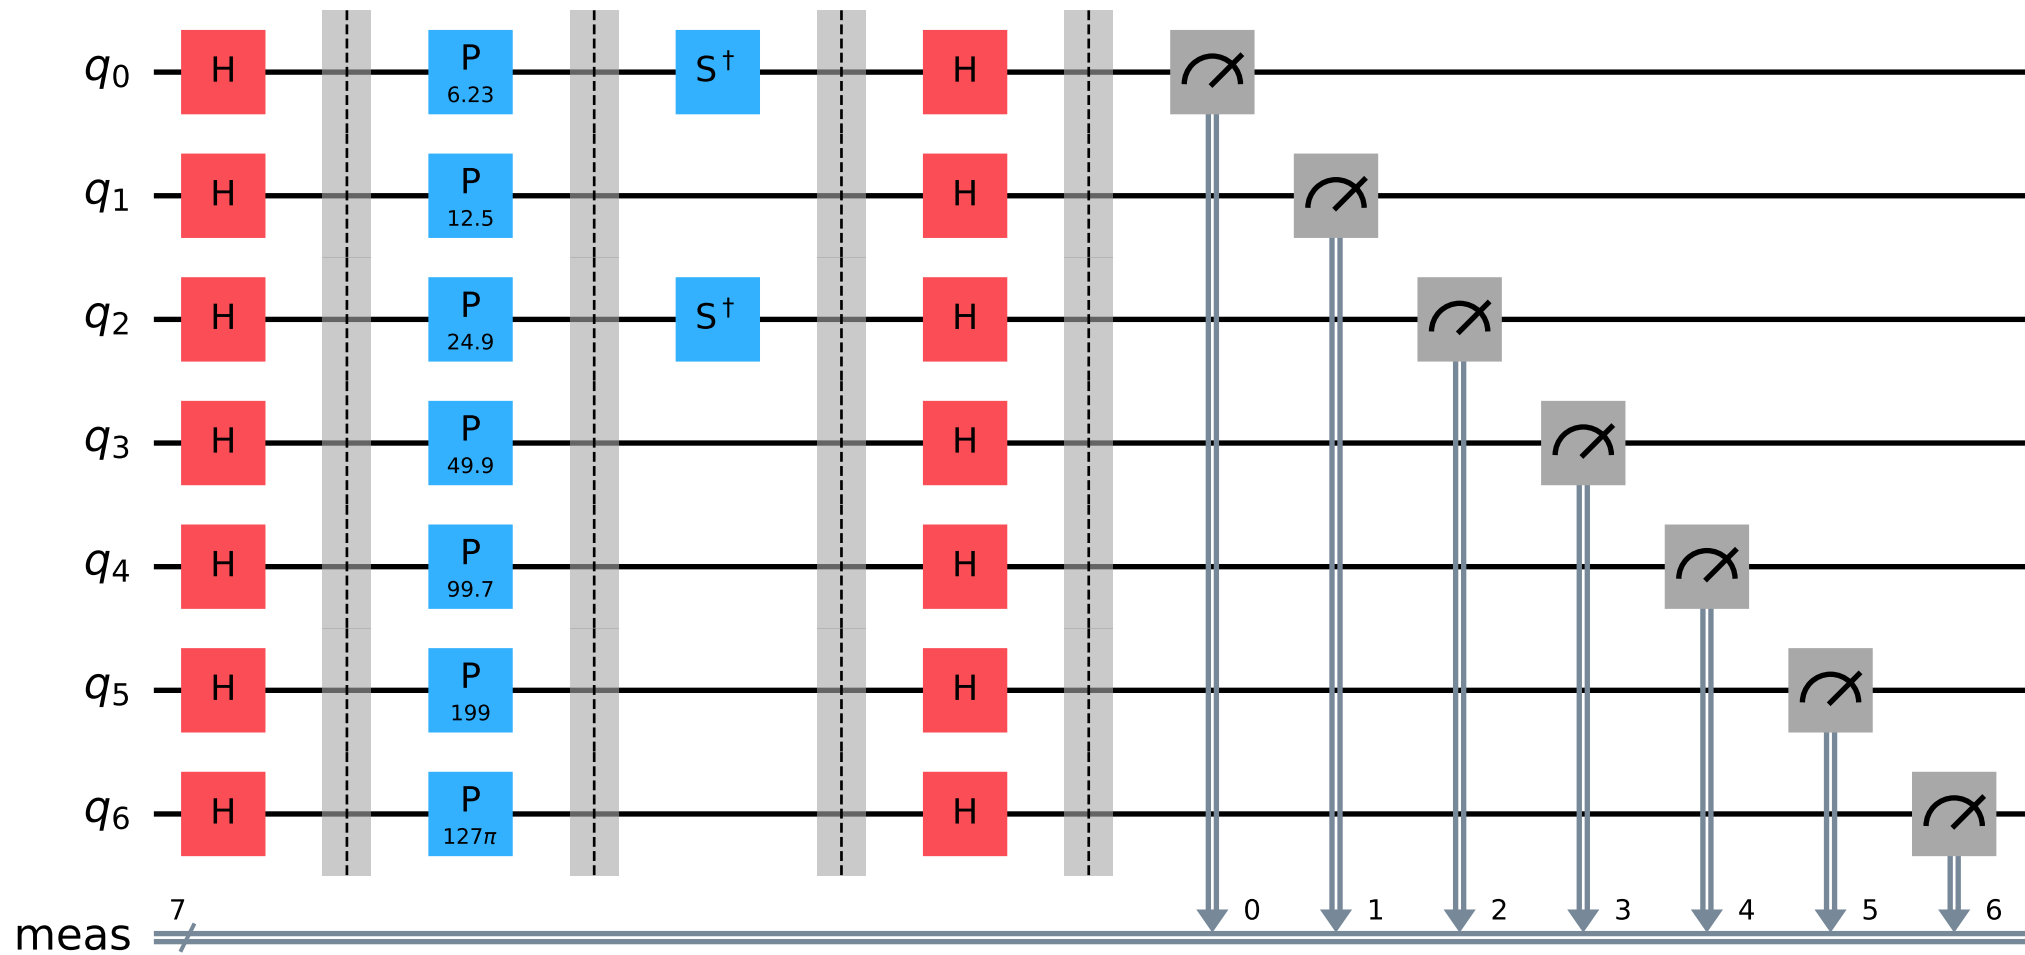 q0 H P 6.23 S† H
q1 H P 12.5 H
q2 H P 24.9 S† H
q3 H P 49.9 H
q4 H P 99.7 H
q5 H P 199 H
q6 H P 127π H
7 0 1 2 3 4 5 6
meas